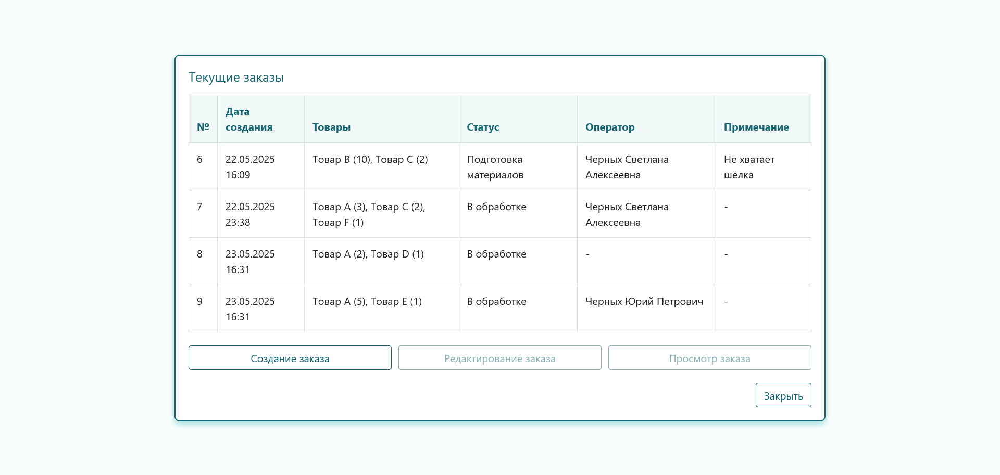 Текущие заказы
№ Дата создания Товары Статус Оператор Примечание
6 22.05.2025 16:09 Товар B (10), Товар C (2) Подготовка материалов Черных Светлана Алексеевна Не хватает шелка
7 22.05.2025 23:38 Товар A (3), Товар C (2), Товар F (1) В обработке Черных Светлана Алексеевна -
8 23.05.2025 16:31 Товар A (2), Товар D (1) В обработке - -
9 23.05.2025 16:31 Товар A (5), Товар E (1) В обработке Черных Юрий Петрович -
Создание заказа Редактирование заказа Просмотр заказа
Закрыть